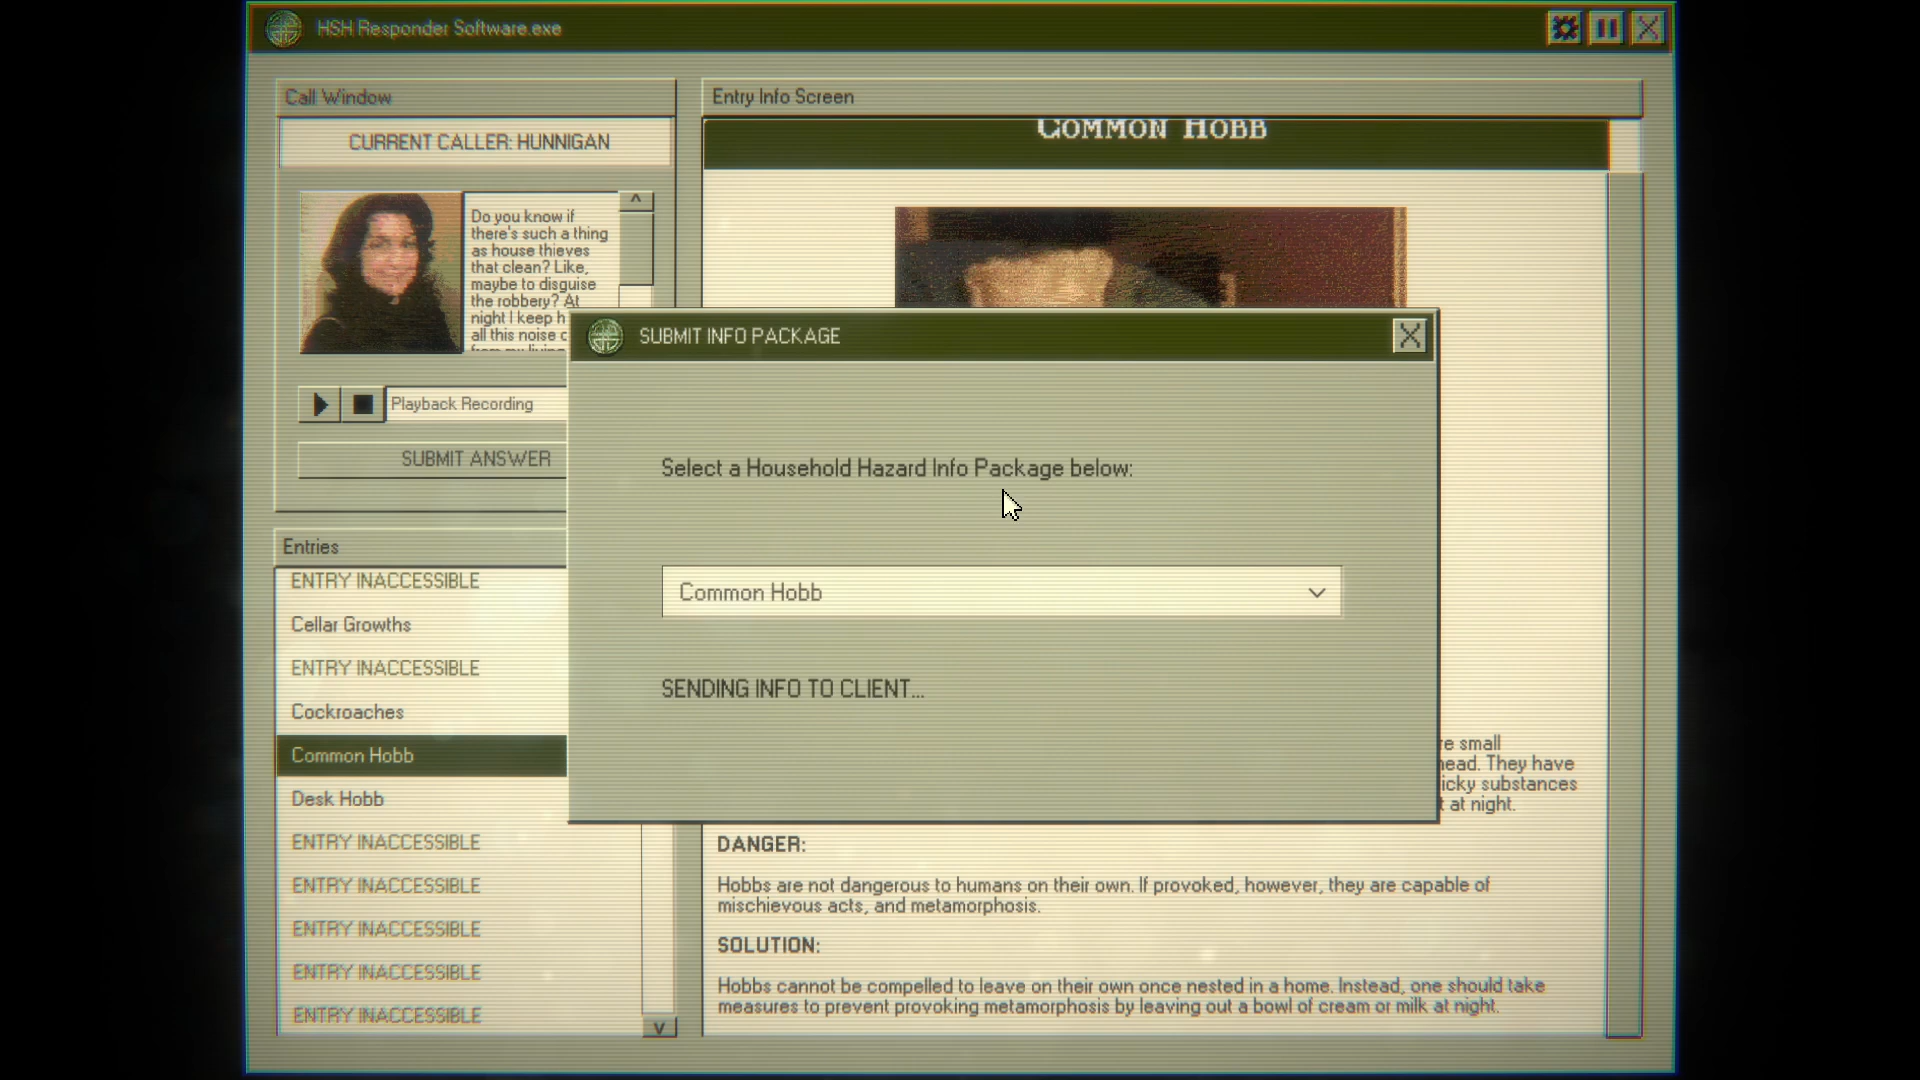 HSH Responder Software.exe
Call Window
CURRENT CALLER: HUNNIGAN
Do you know if
there's such a thing
as house thieves
that clean? Like,
maybe to disguise
the robbery? At
night I keep h
all this noise
Playback Recording
SUBMIT ANSWER
Entries
ENTRY INACCESSIBLE
Cellar Growths
ENTRY INACCESSIBLE
Cockroaches
Common Hobb
Desk Hobb
ENTRY INACCESSIBLE
ENTRY INACCESSIBLE
ENTRY INACCESSIBLE
ENTRY INACCESSIBLE
ENTRY INACCESSIBLE
Entry Info Screen
COMMON HOBB
SUBMIT INFO PACKAGE
Select a Household Hazard Info Package below:
Common Hobb
SENDING INFO TO CLIENT...
re small
head. They have
icky substances
t at night.
DANGER:
Hobbs are not dangerous to humans on their own. If provoked, however, they are capable of
mischievous acts, and metamorphosis.
SOLUTION:
Hobbs cannot be compelled to leave on their own once nested in a home. Instead, one should take
measures to prevent provoking metamorphosis by leaving out a bowl of cream or milk at night.